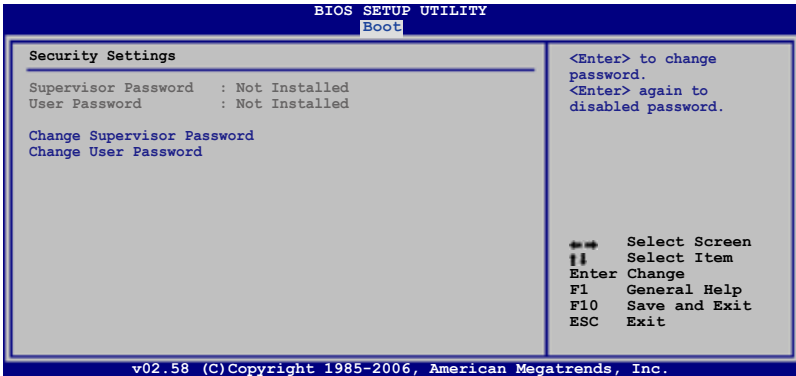 BIOS SETUP UTILITY
Boot
Security Settings
Supervisor Password : Not Installed
User Password : Not Installed
Change Supervisor Password
Change User Password
<Enter> to change
password.
<Enter> again to
disabled password.
Select Screen
Select Item
Enter Change
F1 General Help
F10 Save and Exit
ESC Exit
v02.58 (C)Copyright 1985-2006, American Megatrends, Inc.